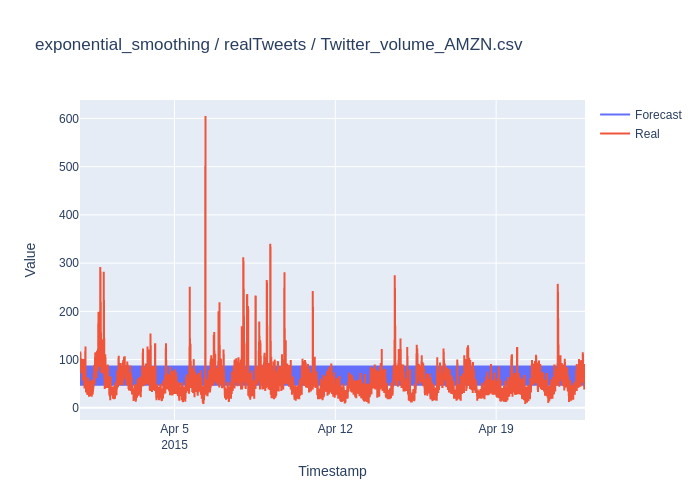 exponential_smoothing / realTweets / Twitter_volume_AMZN.csv
Forecast
Real
600
500
400
300
200
100
0
Value
Apr 5
2015
Apr 12
Apr 19
Timestamp